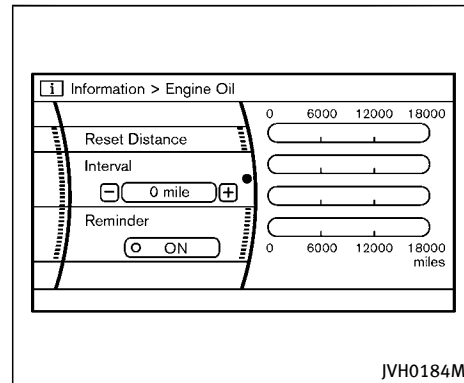 i Information > Engine Oil
0 6000 12000 18000
Reset Distance
Interval
− 0 mile +
Reminder
ON
0 6000 12000 18000
miles
JVH0184M